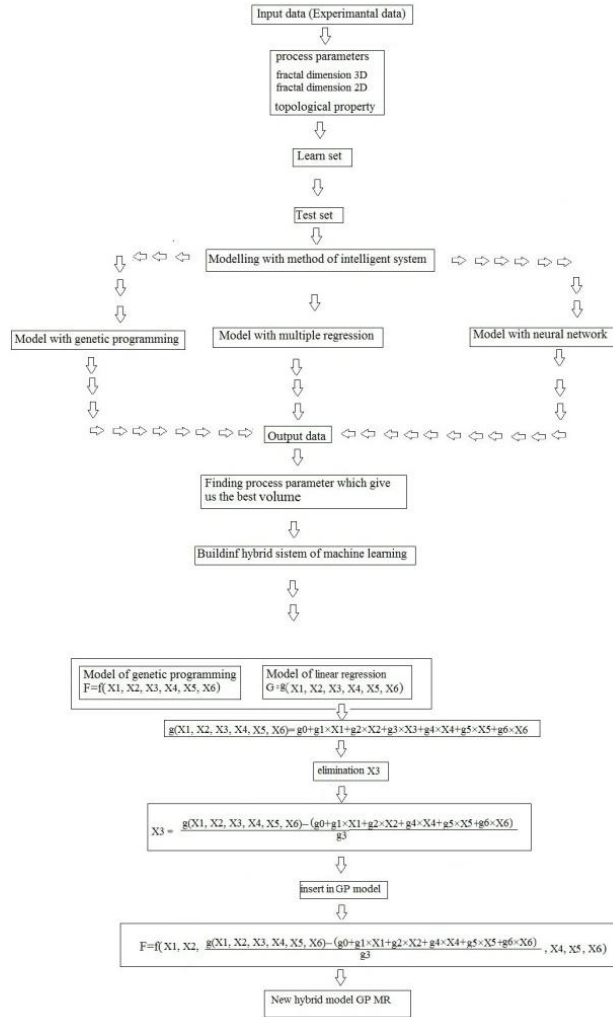 Input data (Experimantal data)
process parameters
fractal dimension 3D
fractal dimension 2D
topological property
Learn set
Test set
Modelling with method of intelligent system
Model with genetic programming
Model with multiple regression
Model with neural network
Output data
Finding process parameter which give
us the best volume
Buildinf hybrid sistem of machine learning
Model of genetic programming
F=f(X1, X2, X3, X4, X5, X6)
Model of linear regression
G=g(X1, X2, X3, X4, X5, X6)
g(X1, X2, X3, X4, X5, X6)=g0+g1×X1+g2×X2+g3×X3+g4×X4+g5×X5+g6×X6
elimination X3
X3 = g(X1, X2, X3, X4, X5, X6)−(g0+g1×X1+g2×X2+g4×X4+g5×X5+g6×X6)
g3
insert in GP model
F=f(X1, X2, g(X1, X2, X3, X4, X5, X6)−(g0+g1×X1+g2×X2+g4×X4+g5×X5+g6×X6) , X4, X5, X6)
g3
New hybrid model GP MR